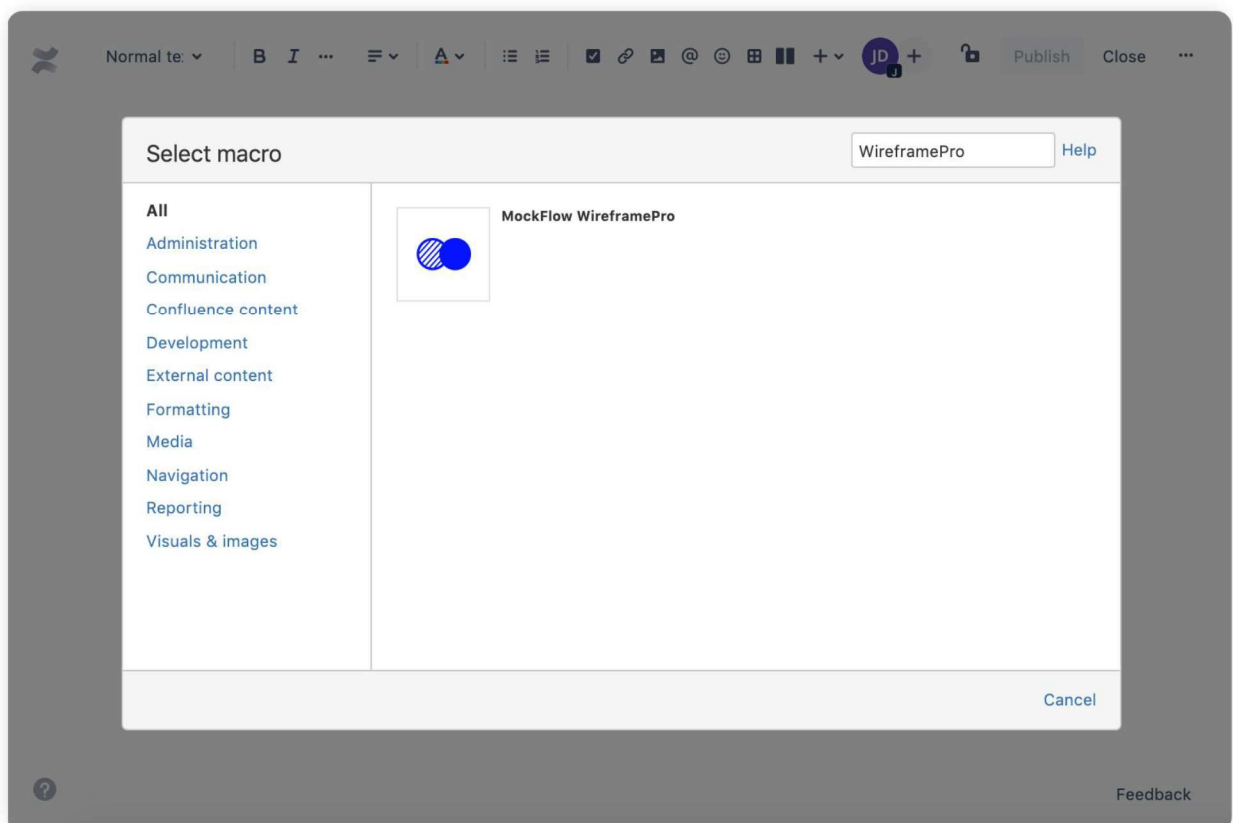 Normal te: B I ... A @ + JD + Publish Close ...
J
Select macro WireframePro Help
All
MockFlow WireframePro
Administration
Communication
Confluence content
Development
External content
Formatting
Media
Navigation
Reporting
Visuals & images
Cancel
?
Feedback